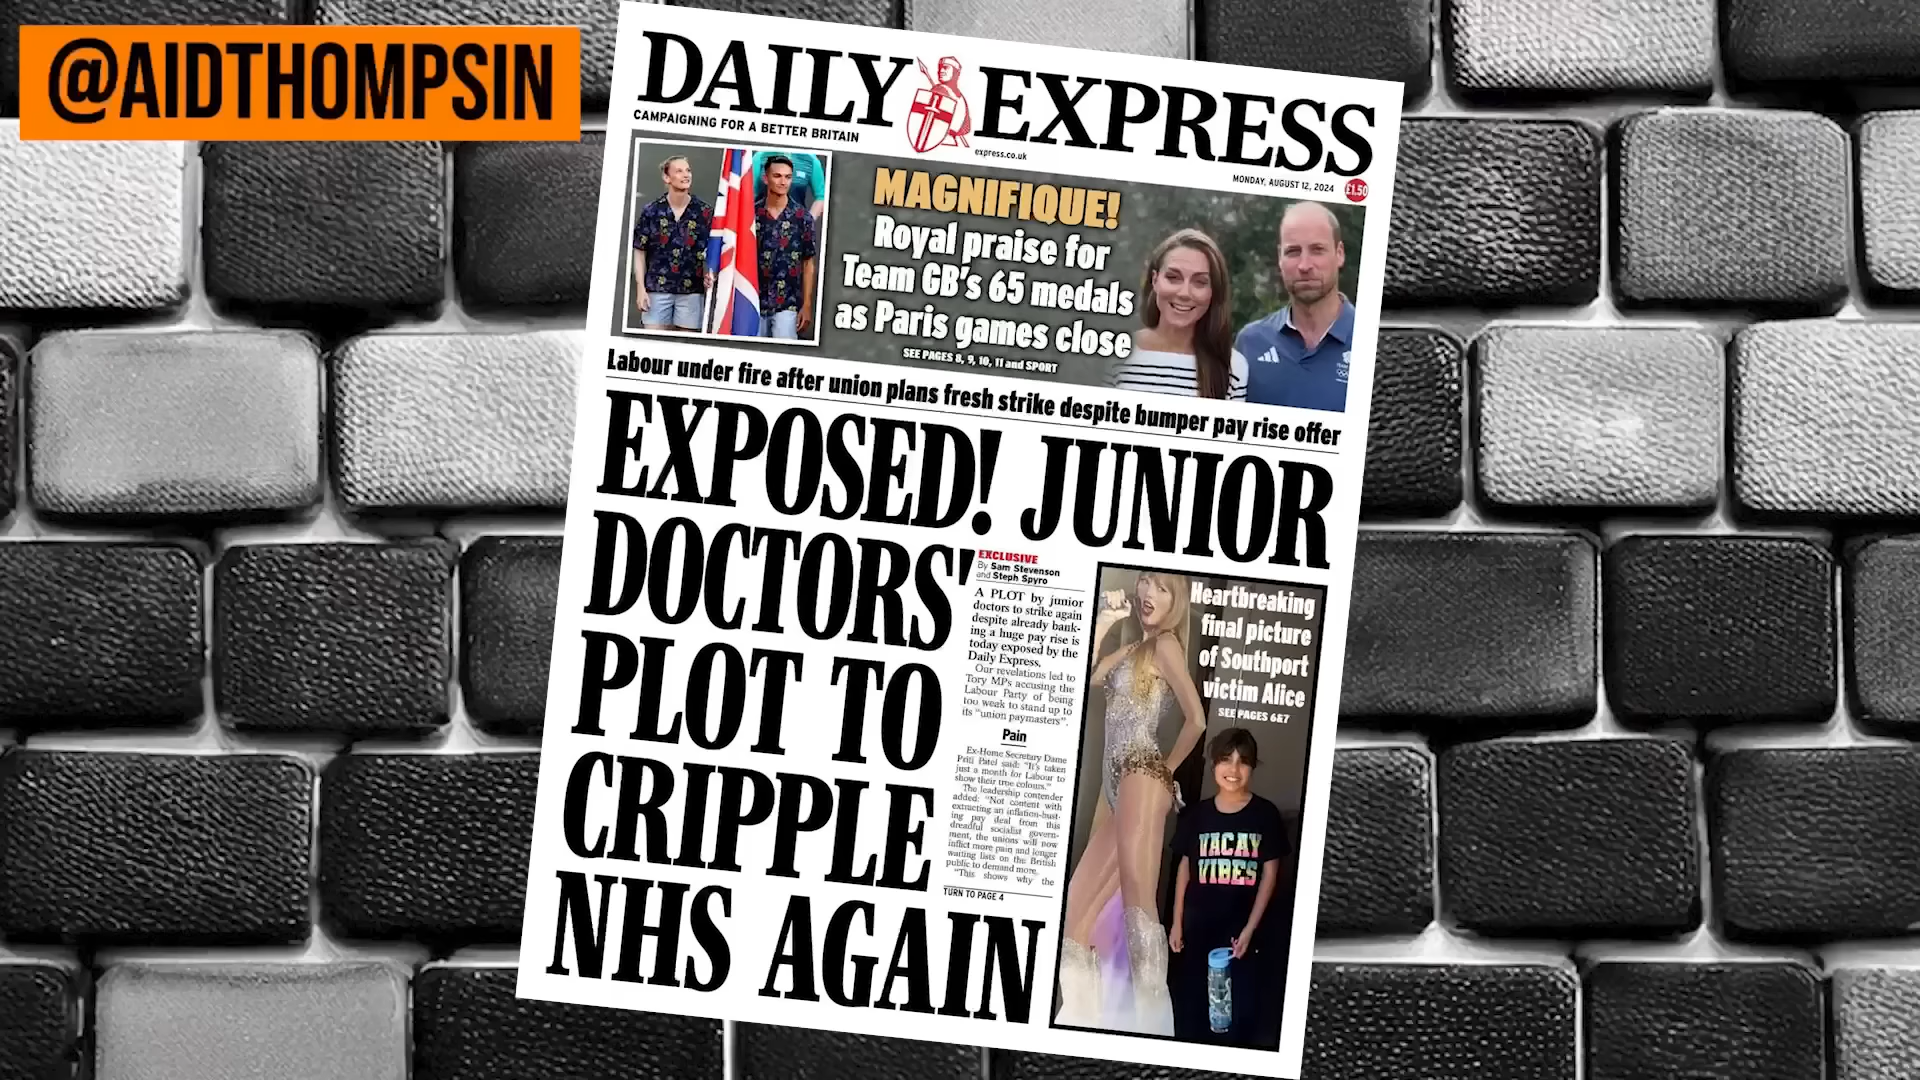 @AIDTHOMPSIN
DAILY EXPRESS
CAMPAIGNING FOR A BETTER BRITAIN
express.co.uk
MONDAY, AUGUST 12, 2024
£1.50
MAGNIFIQUE!
Royal praise for
Team GB's 65 medals
as Paris games close
SEE PAGES 8, 9, 10, 11 and SPORT
Labour under fire after union plans fresh strike despite bumper pay rise offer
EXPOSED! JUNIOR
DOCTORS'
PLOT TO
CRIPPLE
NHS AGAIN
EXCLUSIVE
By Sam Stevenson
and Steph Spyro
A PLOT by junior
doctors to strike again
despite already bank-
ing a huge pay rise is
today exposed by the
Daily Express.
Our revelations led to
Tory MPs accusing the
Labour Party of being
too weak to stand up to
its "union paymasters".
Pain
Ex-Home Secretary Dame
Priti Patel said: "It's taken
just a month for Labour to
show their true colours."
The leadership contender
added: "Not content with
extracting an inflation-bust-
ing pay deal from this
dreadful socialist govern-
ment, the unions will now
inflict more pain and longer
waiting lists on the British
public to demand more.
"This shows why the
TURN TO PAGE 4
Heartbreaking
final picture
of Southport
victim Alice
SEE PAGES 6&7
VACAY
VIBES